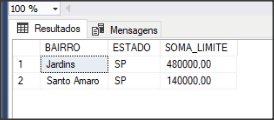 100 %
Resultados Mensagens
BAIRRO ESTADO SOMA_LIMITE
1 Jardins SP 480000,00
2 Santo Amaro SP 140000,00